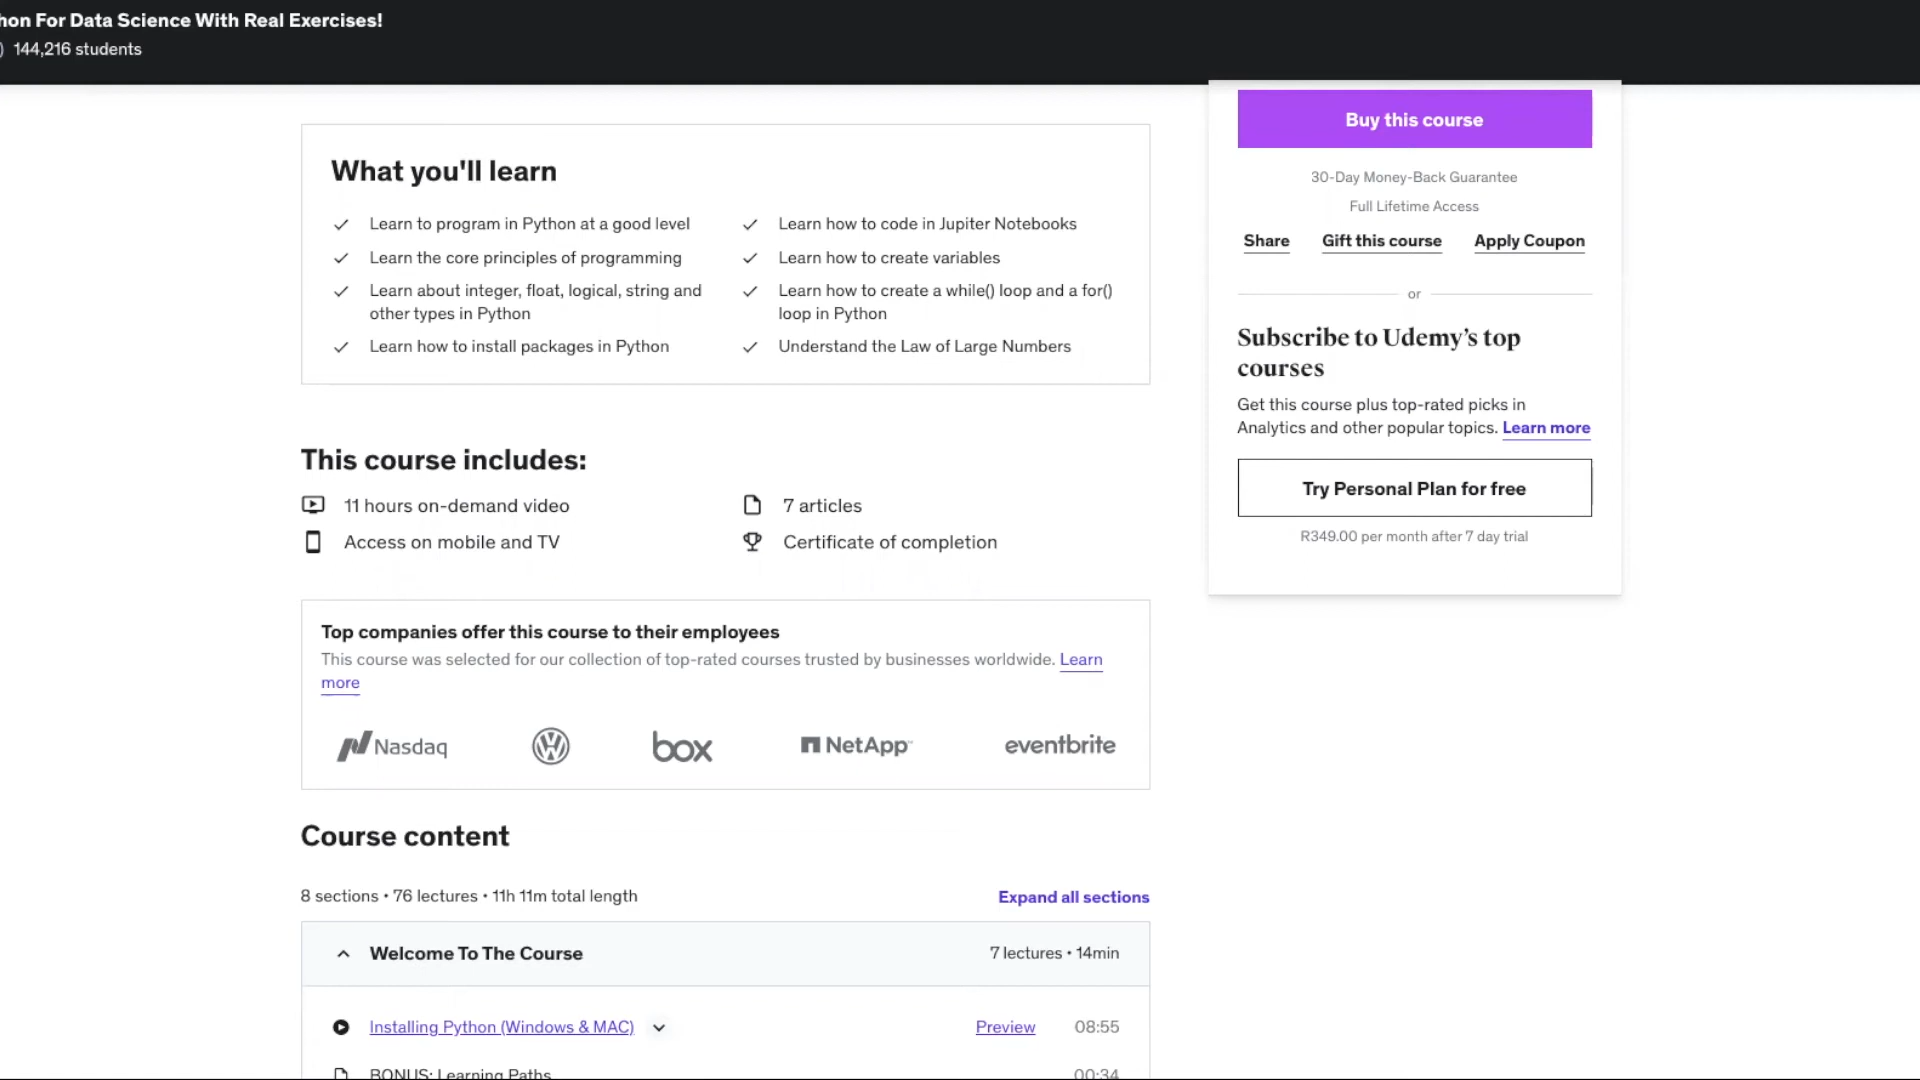 hon For Data Science With Real Exercises!
) 144,216 students
Buy this course
30-Day Money-Back Guarantee
Full Lifetime Access
Share Gift this course Apply Coupon
or
Subscribe to Udemy’s top
courses
Get this course plus top-rated picks in
Analytics and other popular topics. Learn more
Try Personal Plan for free
R349.00 per month after 7 day trial
What you'll learn
Learn to program in Python at a good level
Learn how to code in Jupiter Notebooks
Learn the core principles of programming
Learn how to create variables
Learn about integer, float, logical, string and
other types in Python
Learn how to create a while() loop and a for()
loop in Python
Learn how to install packages in Python
Understand the Law of Large Numbers
This course includes:
11 hours on-demand video
7 articles
Access on mobile and TV
Certificate of completion
Top companies offer this course to their employees
This course was selected for our collection of top-rated courses trusted by businesses worldwide. Learn
more
Nasdaq
box
NetApp
eventbrite
Course content
8 sections • 76 lectures • 11h 11m total length
Expand all sections
Welcome To The Course
7 lectures • 14min
Installing Python (Windows & MAC)
Preview
08:55
BONUS: Learning Paths
00:34